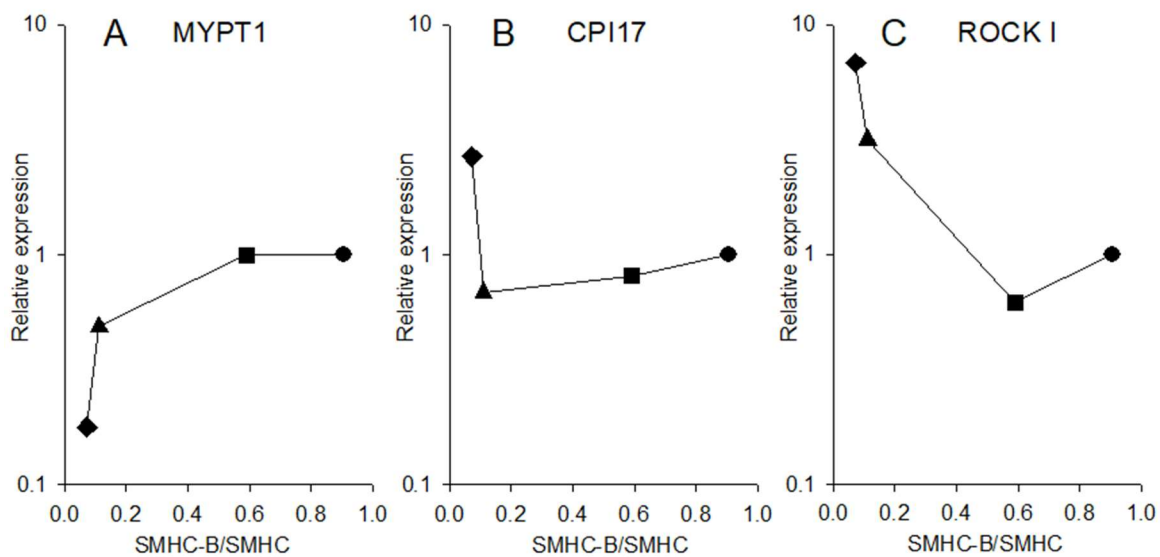 A MYPT1
10
1
0.1
Relative expression
0.0 0.2 0.4 0.6 0.8 1.0
SMHC-B/SMHC
B CPI17
10
1
0.1
Relative expression
0.0 0.2 0.4 0.6 0.8 1.0
SMHC-B/SMHC
C ROCK I
10
1
0.1
Relative expression
0.0 0.2 0.4 0.6 0.8 1.0
SMHC-B/SMHC